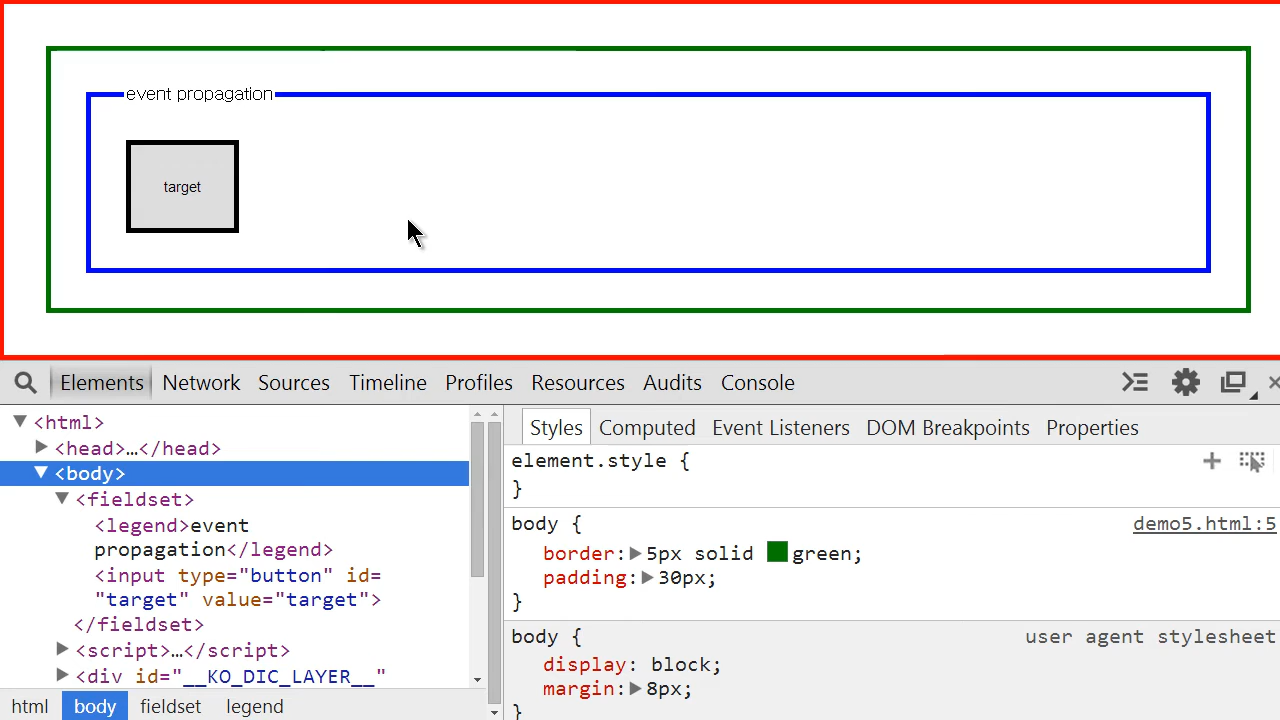 event propagation
target
Elements Network Sources Timeline Profiles Resources Audits Console
<html>
<head>…</head>
<body>
<fieldset>
<legend>event
propagation</legend>
<input type="button" id=
"target" value="target">
</fieldset>
<script>…</script>
<div id="__KO_DIC_LAYER__"
html body fieldset legend
Styles Computed Event Listeners DOM Breakpoints Properties
element.style {
}
body { demo5.html:5
border: 5px solid green;
padding: 30px;
}
body { user agent stylesheet
display: block;
margin: 8px;
}